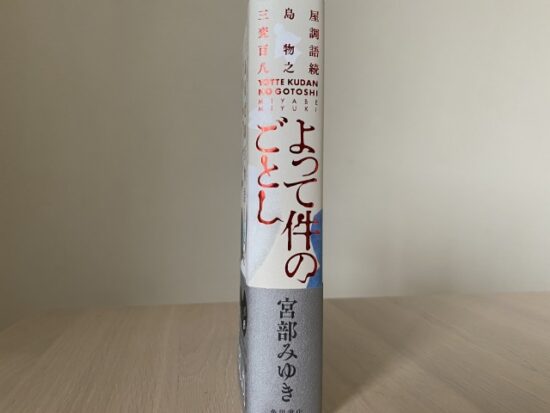 三島屋
変調
百物語
八之続
YOTTE KUDAN
NO GOTOSHI
MIYABE
MIYUKI
よって件の
ごとし
宮部みゆき